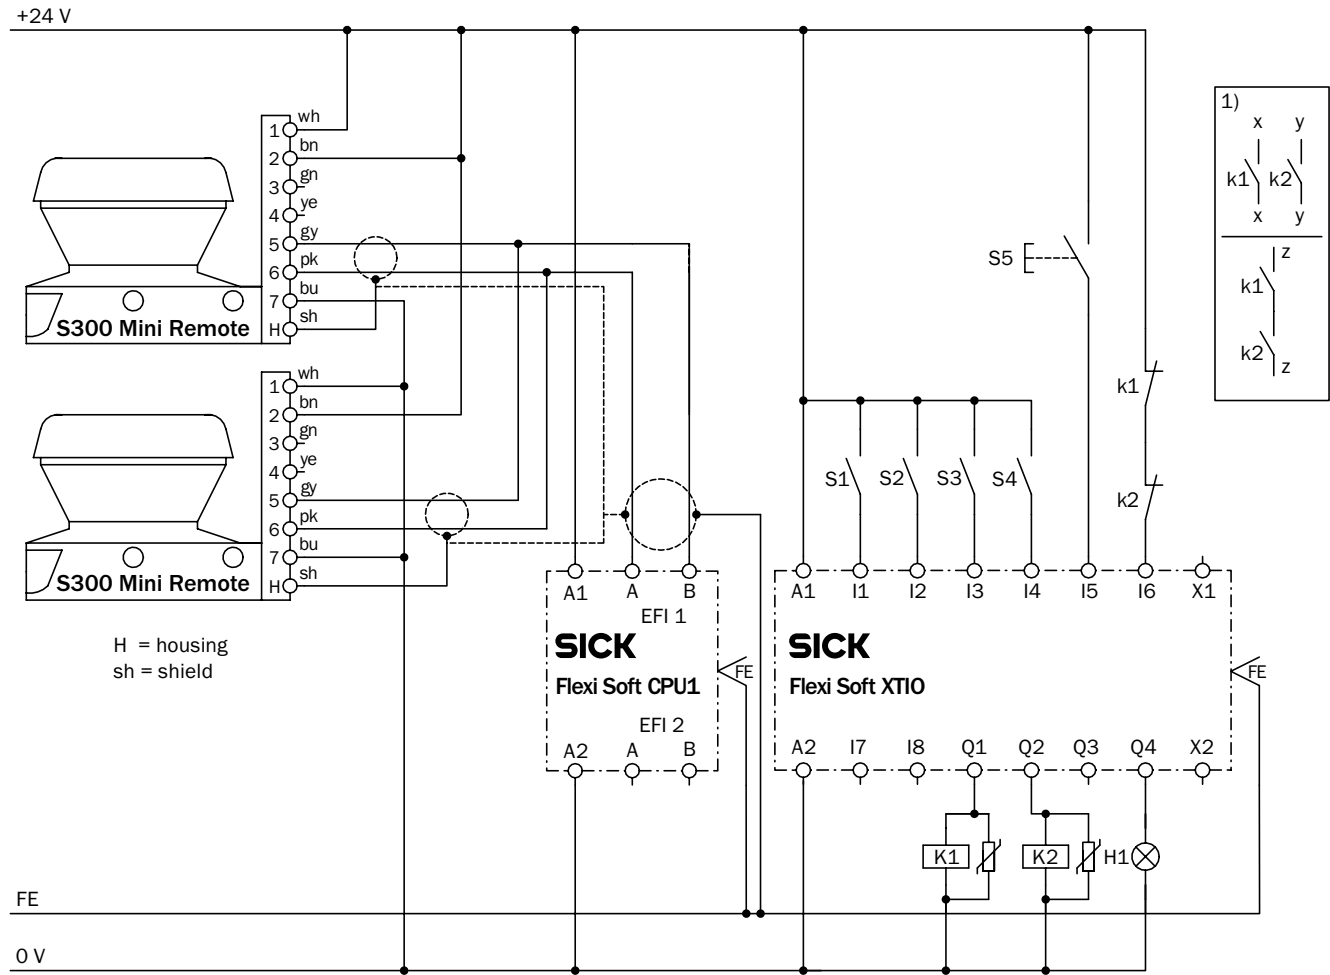 +24 V
1 wh
2 bn
3 gn
4 ye
5 gy
6 pk
7 bu
H sh
S300 Mini Remote
1 wh
2 bn
3 gn
4 ye
5 gy
6 pk
7 bu
H sh
S300 Mini Remote
H = housing
sh = shield
A1 A B
EFI 1
SICK
Flexi Soft CPU1
FE
EFI 2
A2 A B
S5
k1
S1 S2 S3 S4
k2
A1 I1 I2 I3 I4 I5 I6 X1
SICK
Flexi Soft XTIO
FE
A2 I7 I8 Q1 Q2 Q3 Q4 X2
K1 K2 H1
1)
x y
k1 k2
x y
z
k1
k2
z
FE
0 V